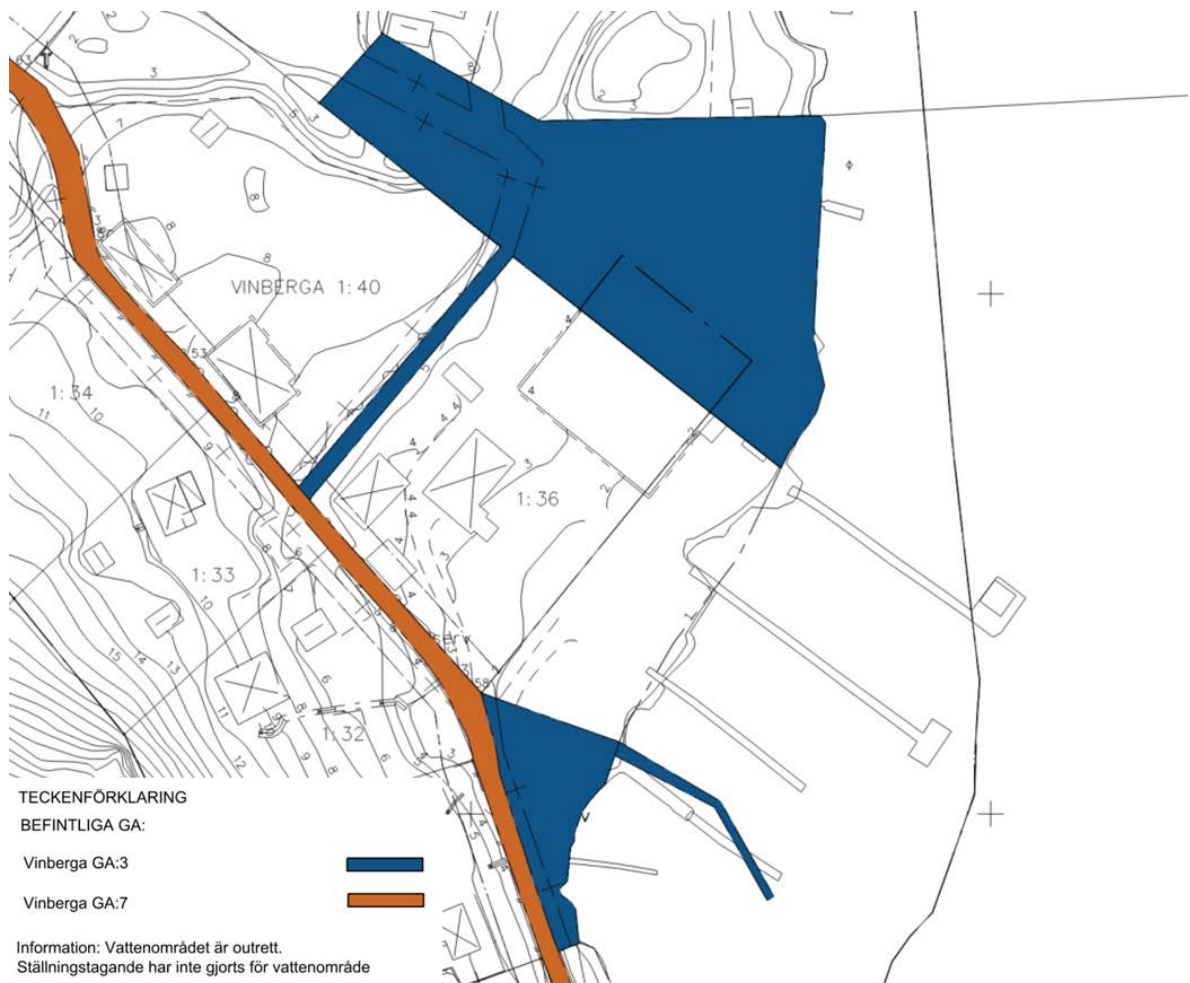 VINBERGA 1:40
1:34
1:36
1:33
serv
1:32
TECKENFÖRKLARING
BEFINTLIGA GA:
Vinberga GA:3
Vinberga GA:7
Information: Vattenområdet är outrett.
Ställningstagande har inte gjorts för vattenområde